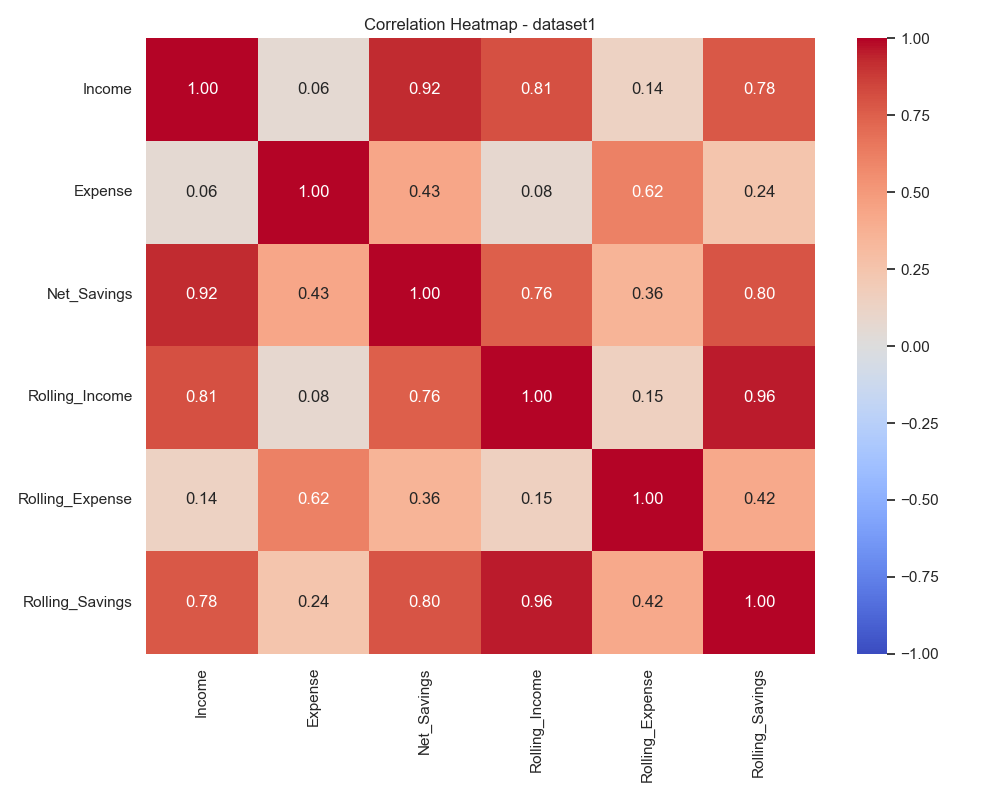 Correlation Heatmap - dataset1
Income 1.00 0.06 0.92 0.81 0.14 0.78
Expense 0.06 1.00 0.43 0.08 0.62 0.24
Net_Savings 0.92 0.43 1.00 0.76 0.36 0.80
Rolling_Income 0.81 0.08 0.76 1.00 0.15 0.96
Rolling_Expense 0.14 0.62 0.36 0.15 1.00 0.42
Rolling_Savings 0.78 0.24 0.80 0.96 0.42 1.00
Income
Expense
Net_Savings
Rolling_Income
Rolling_Expense
Rolling_Savings
1.00
0.75
0.50
0.25
0.00
−0.25
−0.50
−0.75
−1.00